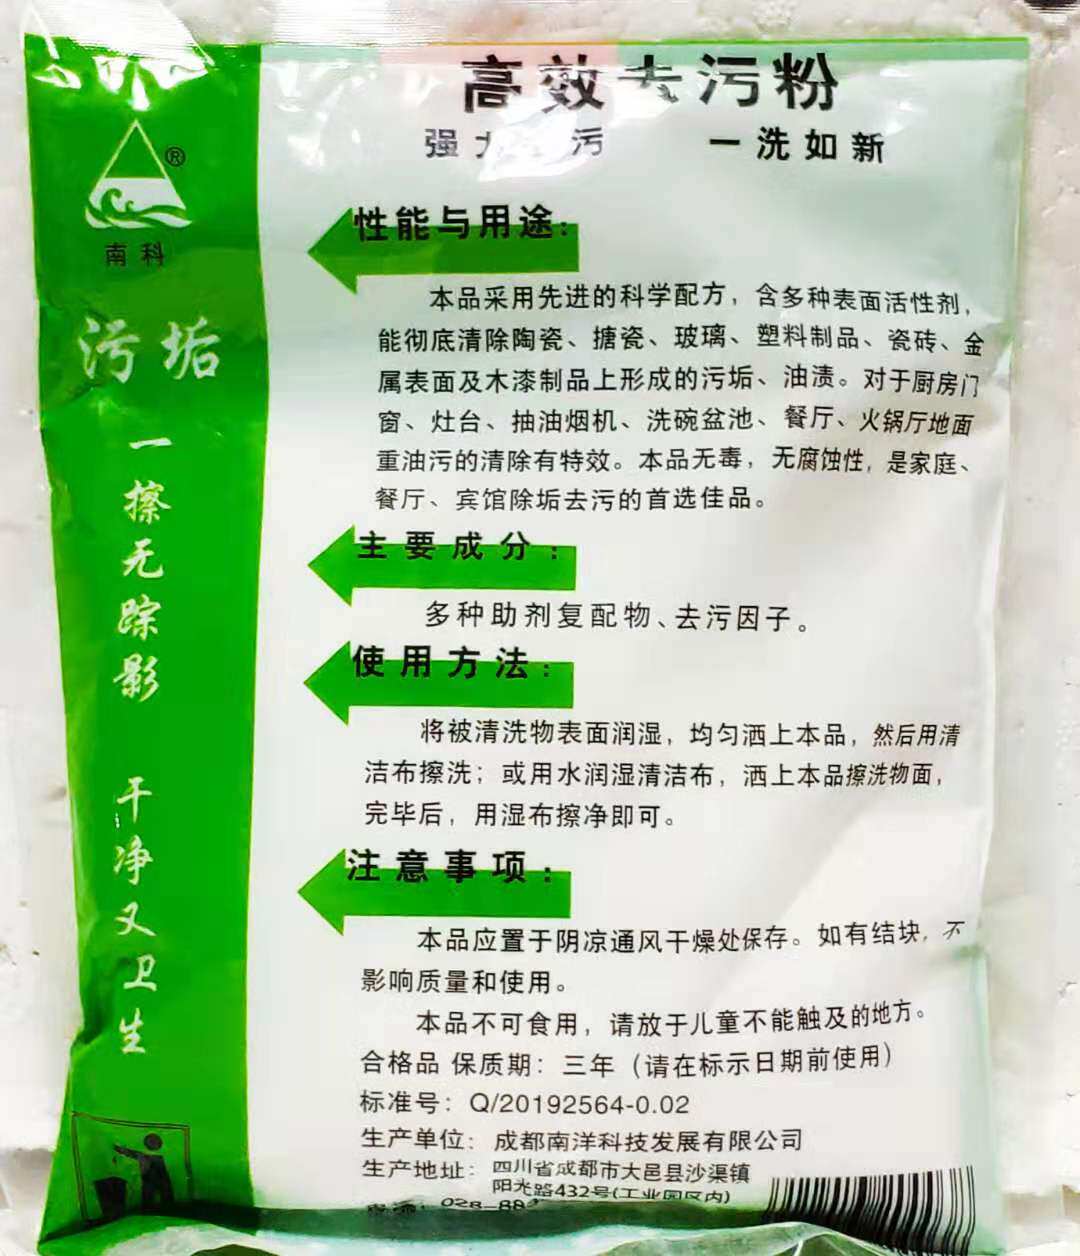 高效去污粉
强力 污 一洗如新
®
南科
污垢
一擦无踪影 干净又卫生
性能与用途：
本品采用先进的科学配方，含多种表面活性剂，
能彻底清除陶瓷、搪瓷、玻璃、塑料制品、瓷砖、金
属表面及木漆制品上形成的污垢、油渍。对于厨房门
窗、灶台、抽油烟机、洗碗盆池、餐厅、火锅厅地面
重油污的清除有特效。本品无毒，无腐蚀性，是家庭、
餐厅、宾馆除垢去污的首选佳品。
主要成分：
多种助剂复配物、去污因子。
使用方法：
将被清洗物表面润湿，均匀洒上本品，然后用清
洁布擦洗；或用水润湿清洁布，洒上本品擦洗物面，
完毕后，用湿布擦净即可。
注意事项：
本品应置于阴凉通风干燥处保存。如有结块，不
影响质量和使用。
本品不可食用，请放于儿童不能触及的地方。
合格品 保质期：三年（请在标示日期前使用）
标准号：Q/20192564-0.02
生产单位：成都南洋科技发展有限公司
生产地址：四川省成都市大邑县沙渠镇
阳光路432号(工业园区内)
028-88